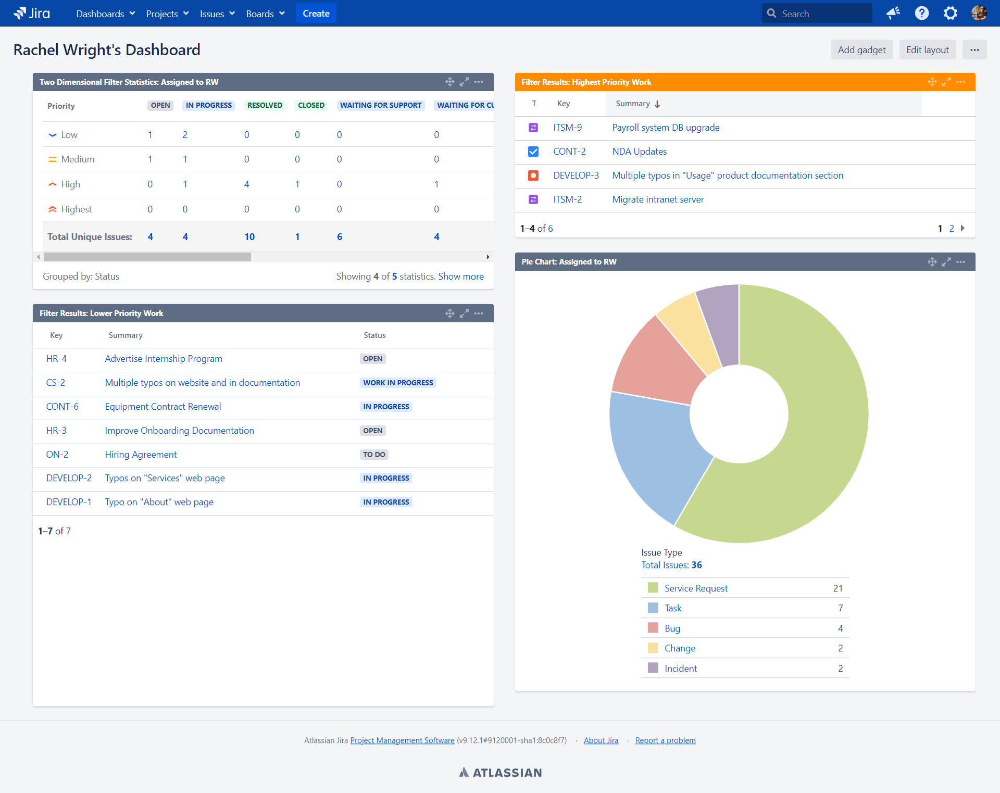 Jira Dashboards Projects Issues Boards Create Search
Rachel Wright's Dashboard Add gadget Edit layout
Two Dimensional Filter Statistics: Assigned to RW
Priority OPEN IN PROGRESS RESOLVED CLOSED WAITING FOR SUPPORT WAITING FOR CU
Low 1 2 0 0 0 0
Medium 1 1 0 0 0 0
High 0 1 4 1 0 1
Highest 0 0 0 0 0 0
Total Unique Issues: 4 4 10 1 6 4
Grouped by: Status Showing 4 of 5 statistics. Show more
Filter Results: Lower Priority Work
Key Summary Status
HR-4 Advertise Internship Program OPEN
CS-2 Multiple typos on website and in documentation WORK IN PROGRESS
CONT-6 Equipment Contract Renewal IN PROGRESS
HR-3 Improve Onboarding Documentation OPEN
ON-2 Hiring Agreement TO DO
DEVELOP-2 Typos on "Services" web page IN PROGRESS
DEVELOP-1 Typo on "About" web page IN PROGRESS
1–7 of 7
Filter Results: Highest Priority Work
T Key Summary
ITSM-9 Payroll system DB upgrade
CONT-2 NDA Updates
DEVELOP-3 Multiple typos in "Usage" product documentation section
ITSM-2 Migrate intranet server
1–4 of 6 1 2
Pie Chart: Assigned to RW
Issue Type
Total Issues: 36
Service Request 21
Task 7
Bug 4
Change 2
Incident 2
Atlassian Jira Project Management Software (v9.12.1#9120001-sha1:8c0c8f7) · About Jira · Report a problem
ATLASSIAN